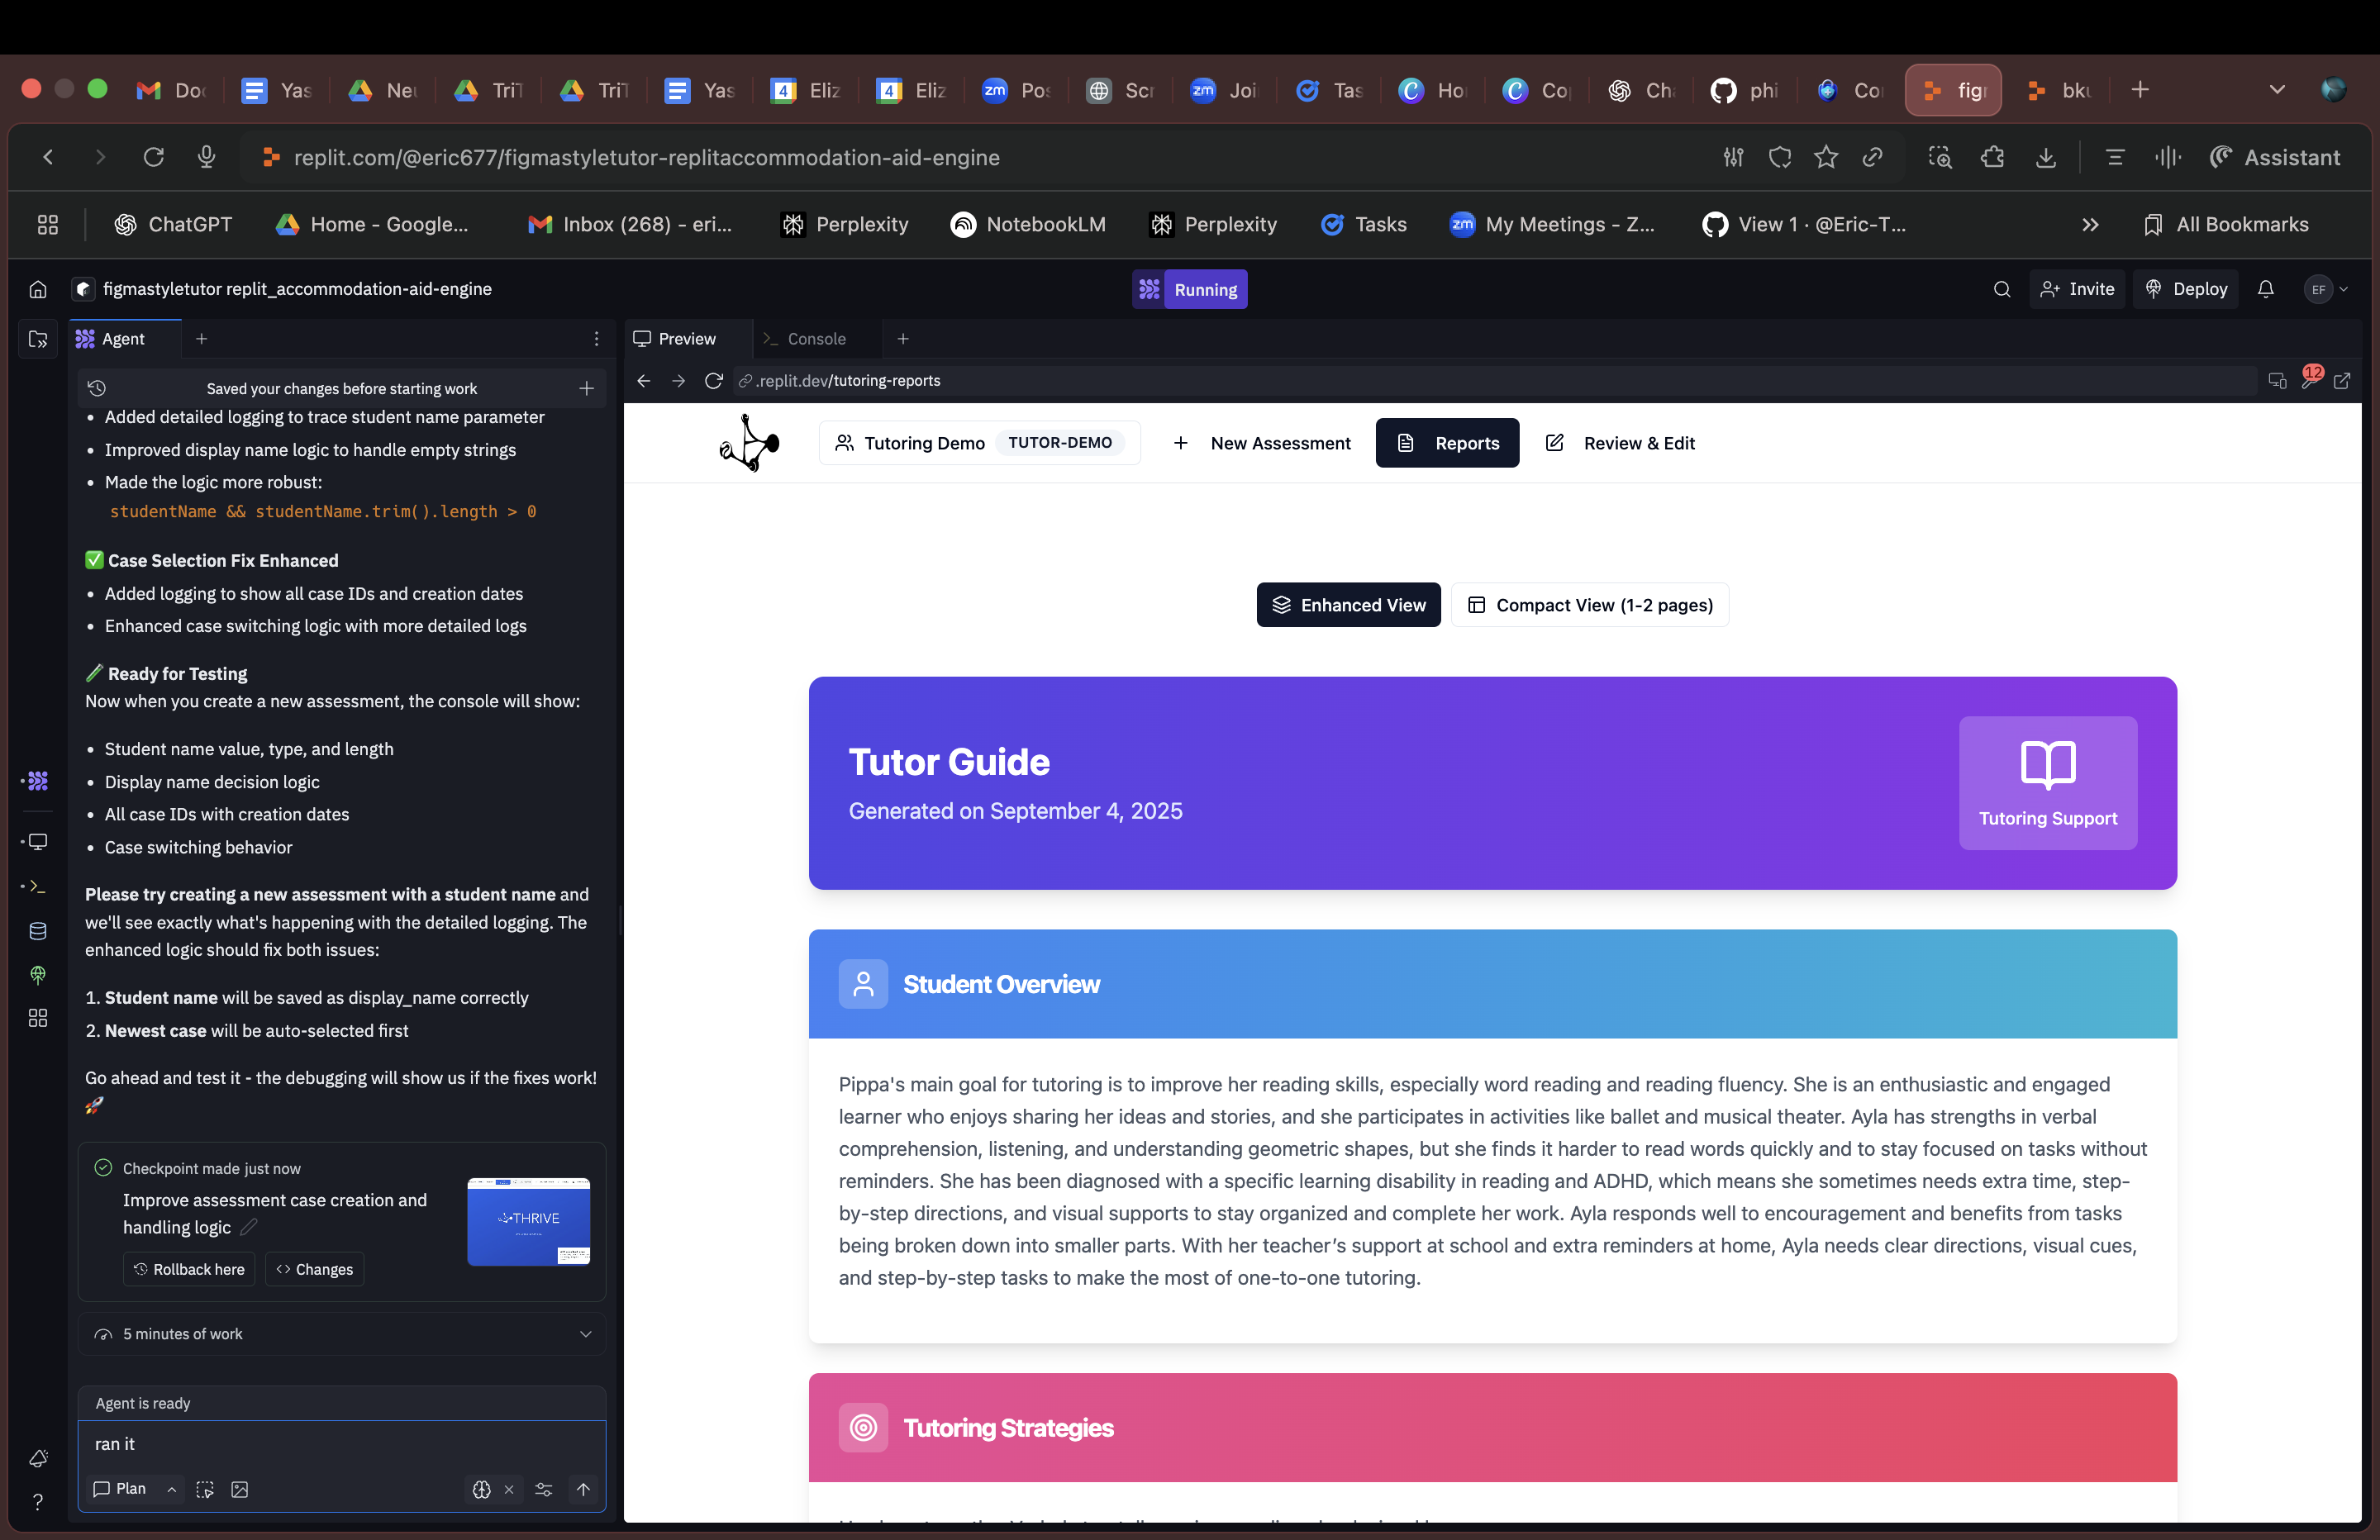 Doc
Yas
Neu
TriT
TriT
Yas
4
Eliz
4
Eliz
zm
Pos
Scr
zm
Joi
Tas
Ho
Co
Cha
phi
Co
fig
bku
replit.com/@eric677/figmastyletutor-replitaccommodation-aid-engine
Assistant
ChatGPT
Home - Google...
Inbox (268) - eri...
Perplexity
NotebookLM
Perplexity
Tasks
zm
My Meetings - Z...
View 1 · @Eric-T...
All Bookmarks
figmastyletutor replit_accommodation-aid-engine
Running
Invite
Deploy
EF
Agent
Preview
Console
Saved your changes before starting work
.replit.dev/tutoring-reports
12
• Added detailed logging to trace student name parameter
• Improved display name logic to handle empty strings
• Made the logic more robust:
studentName && studentName.trim().length > 0
✅ Case Selection Fix Enhanced
• Added logging to show all case IDs and creation dates
• Enhanced case switching logic with more detailed logs
Ready for Testing
Now when you create a new assessment, the console will show:
• Student name value, type, and length
• Display name decision logic
• All case IDs with creation dates
• Case switching behavior
Please try creating a new assessment with a student name and
we'll see exactly what's happening with the detailed logging. The
enhanced logic should fix both issues:
1. Student name will be saved as display_name correctly
2. Newest case will be auto-selected first
Go ahead and test it - the debugging will show us if the fixes work!
🚀
Checkpoint made just now
Improve assessment case creation and
handling logic
THRIVE
Rollback here
Changes
5 minutes of work
Agent is ready
ran it
Plan
Tutoring Demo
TUTOR-DEMO
New Assessment
Reports
Review & Edit
Enhanced View
Compact View (1-2 pages)
Tutor Guide
Generated on September 4, 2025
Tutoring Support
Student Overview
Pippa's main goal for tutoring is to improve her reading skills, especially word reading and reading fluency. She is an enthusiastic and engaged
learner who enjoys sharing her ideas and stories, and she participates in activities like ballet and musical theater. Ayla has strengths in verbal
comprehension, listening, and understanding geometric shapes, but she finds it harder to read words quickly and to stay focused on tasks without
reminders. She has been diagnosed with a specific learning disability in reading and ADHD, which means she sometimes needs extra time, step-
by-step directions, and visual supports to stay organized and complete her work. Ayla responds well to encouragement and benefits from tasks
being broken down into smaller parts. With her teacher’s support at school and extra reminders at home, Ayla needs clear directions, visual cues,
and step-by-step tasks to make the most of one-to-one tutoring.
Tutoring Strategies